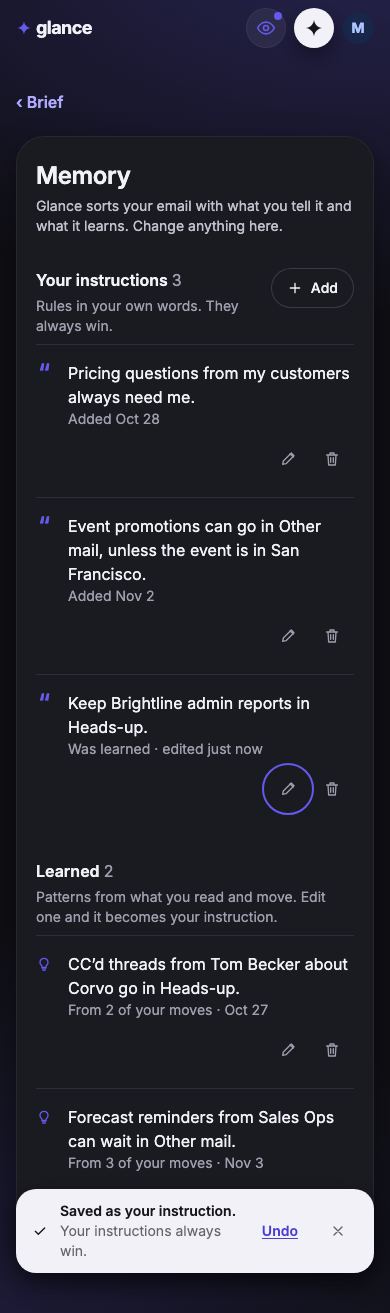 glance
M
‹ Brief
Memory
Glance sorts your email with what you tell it and
what it learns. Change anything here.
Your instructions 3
Rules in your own words. They
always win.
+ Add
Pricing questions from my customers
always need me.
Added Oct 28
Event promotions can go in Other
mail, unless the event is in San
Francisco.
Added Nov 2
Keep Brightline admin reports in
Heads-up.
Was learned · edited just now
Learned 2
Patterns from what you read and move. Edit
one and it becomes your instruction.
CC’d threads from Tom Becker about
Corvo go in Heads-up.
From 2 of your moves · Oct 27
Forecast reminders from Sales Ops
can wait in Other mail.
From 3 of your moves · Nov 3
Saved as your instruction.
Your instructions always
win.
Undo